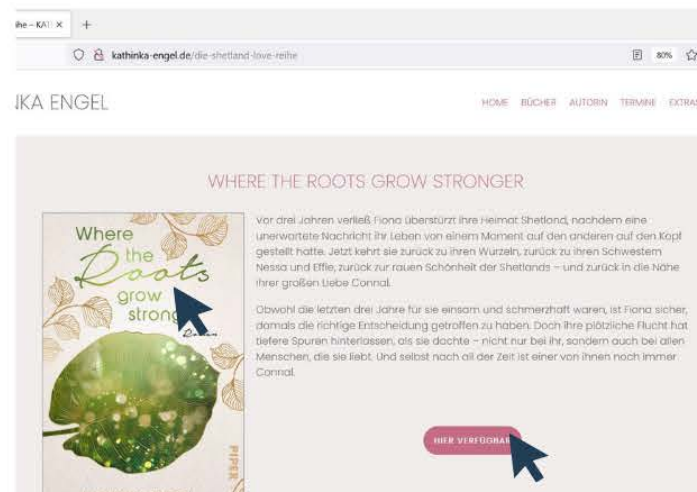 ihe – KATI ×
+
kathinka-engel.de/die-shetland-love-reihe
80%
NKA ENGEL
HOME BÜCHER AUTORIN TERMINE EXTRAS
WHERE THE ROOTS GROW STRONGER
Where
the
Roots
grow
strong
Roman
PIPER
Vor drei Jahren verließ Fiona überstürzt ihre Heimat Shetland, nachdem eine
unerwartete Nachricht ihr Leben von einem Moment auf den anderen auf den Kopf
gestellt hatte. Jetzt kehrt sie zurück zu ihren Wurzeln, zurück zu ihren Schwestern
Nessa und Effie, zurück zur rauen Schönheit der Shetlands – und zurück in die Nähe
ihrer großen Liebe Connal.
Obwohl die letzten drei Jahre für sie einsam und schmerzhaft waren, ist Fiona sicher,
damals die richtige Entscheidung getroffen zu haben. Doch ihre plötzliche Flucht hat
tiefere Spuren hinterlassen, als sie dachte – nicht nur bei ihr, sondern auch bei allen
Menschen, die sie liebt. Und selbst nach all der Zeit ist einer von ihnen noch immer
Connal.
HIER VERFÜGBAR